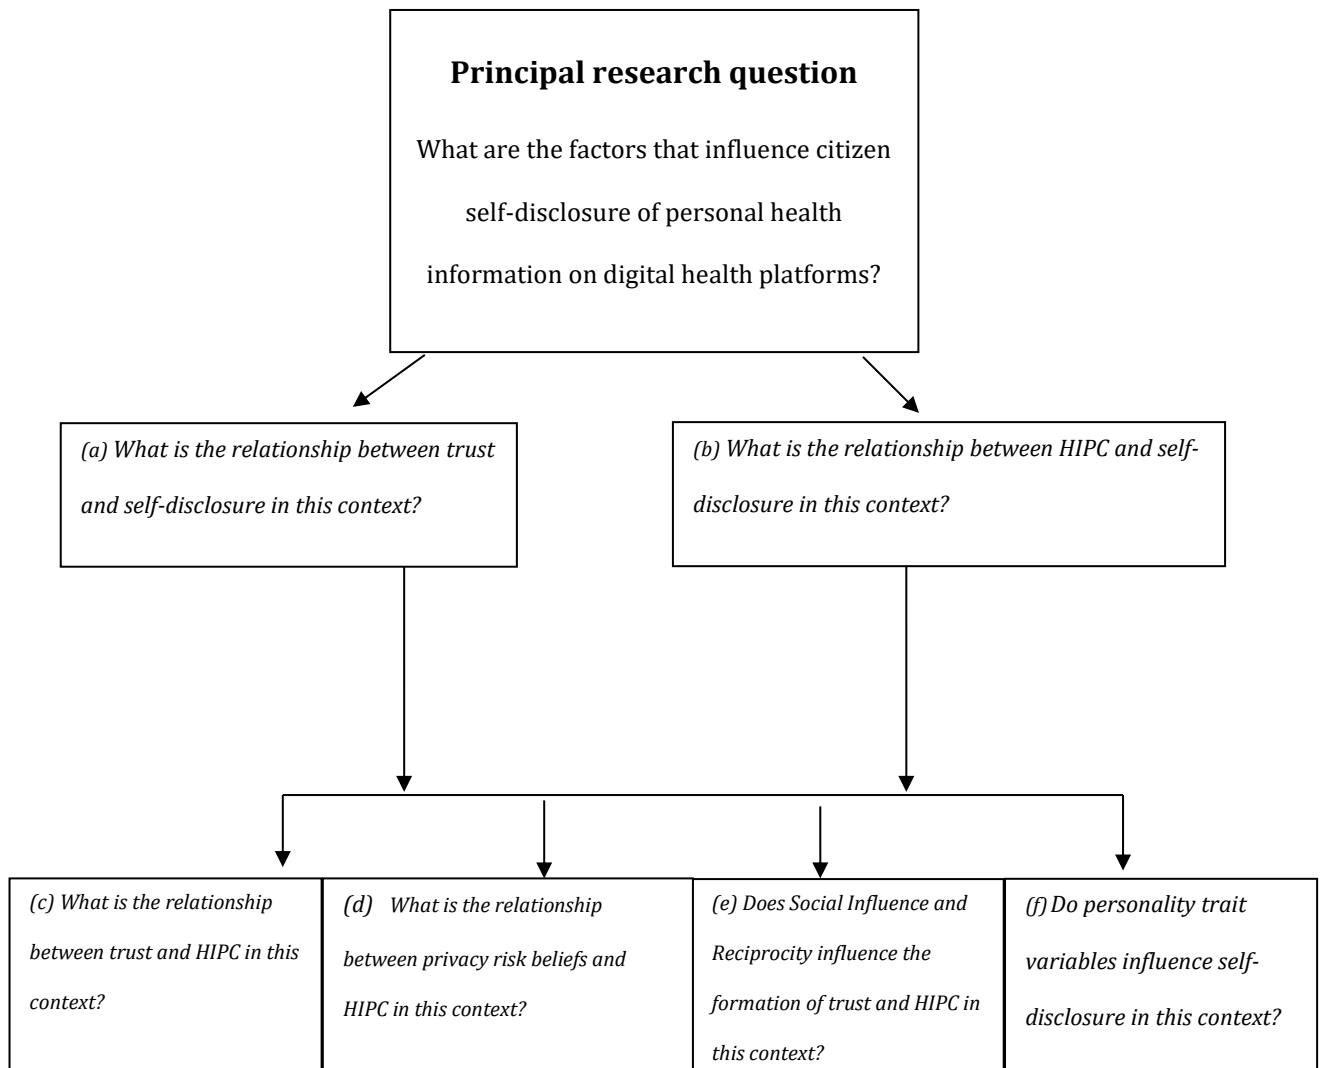 Principal research question
What are the factors that influence citizen
self-disclosure of personal health
information on digital health platforms?
(a) What is the relationship between trust
and self-disclosure in this context?
(b) What is the relationship between HIPC and self-
disclosure in this context?
(c) What is the relationship
between trust and HIPC in this
context?
(d) What is the relationship
between privacy risk beliefs and
HIPC in this context?
(e) Does Social Influence and
Reciprocity influence the
formation of trust and HIPC in
this context?
(f) Do personality trait
variables influence self-
disclosure in this context?